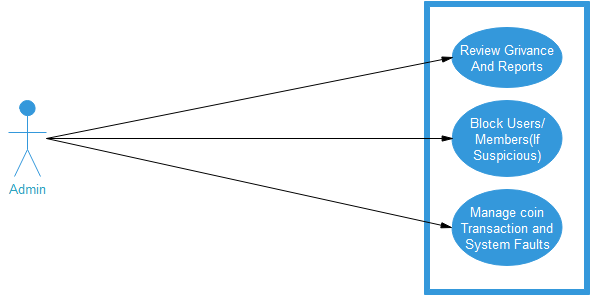 Review Grivance
And Reports
Block Users/
Members(If
Suspicious)
Admin
Manage coin
Transaction and
System Faults